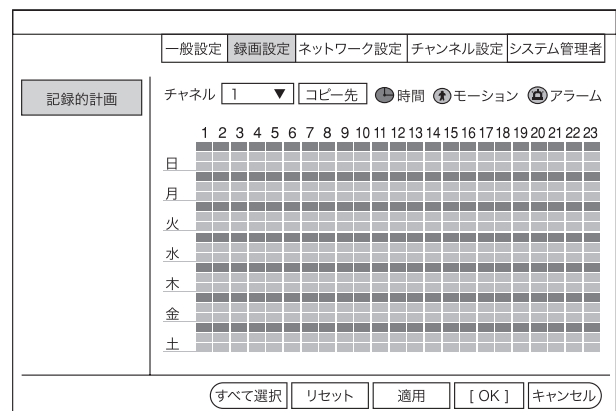 一般設定 録画設定 ネットワーク設定 チャンネル設定 システム管理者
記録的計画
チャネル 1 ▼ コピー先 時間 モーション アラーム
1 2 3 4 5 6 7 8 9 10 11 12 13 14 15 16 17 18 19 20 21 22 23
日
月
火
水
木
金
土
すべて選択 リセット 適用 [ OK ] キャンセル